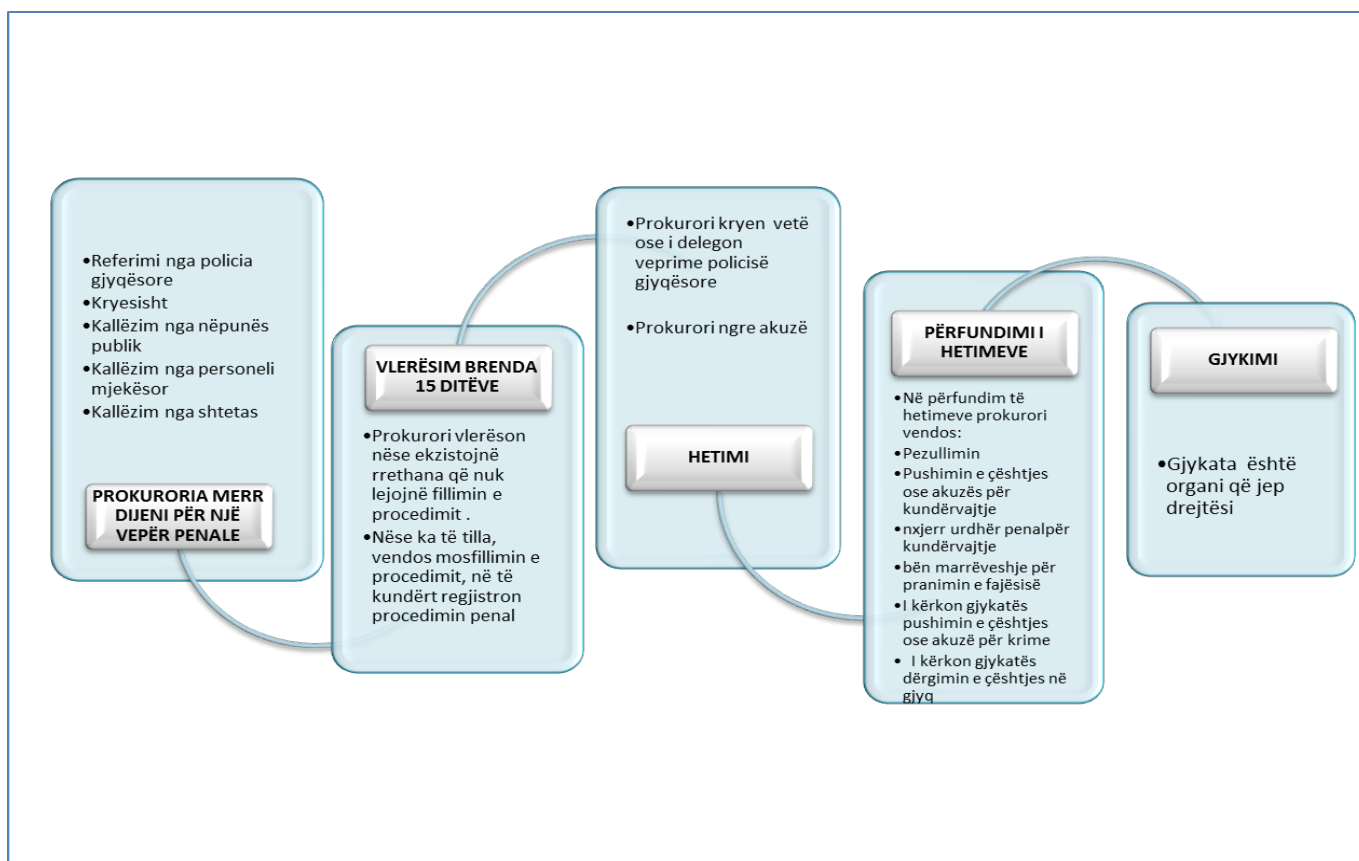 •Referimi nga policia
gjyqësore
•Kryesisht
•Kallëzim nga nëpunës
publik
•Kallëzim nga personeli
mjekësor
•Kallëzim nga shtetas
PROKURORIA MERR
DIJENI PËR NJË
VEPËR PENALE
VLERËSIM BRENDA
15 DITËVE
•Prokurori vlerëson
nëse ekzistojnë
rrethana që nuk
lejojnë fillimin e
procedimit .
•Nëse ka të tilla,
vendos mosfillimin e
procedimit, në të
kundërt regjistron
procedimin penal
•Prokurori kryen vetë
ose i delegon
veprime policisë
gjyqësore
•Prokurori ngre akuzë
HETIMI
PËRFUNDIMI I
HETIMEVE
•Në përfundim të
hetimeve prokurori
vendos:
•Pezullimin
•Pushimin e çështjes
ose akuzës për
kundërvajtje
•nxjerr urdhër penalpër
kundërvajtje
•bën marrëveshje për
pranimin e fajësisë
•I kërkon gjykatës
pushimin e çështjes
ose akuzë për krime
• I kërkon gjykatës
dërgimin e çështjes në
gjyq
GJYKIMI
•Gjykata është
organi që jep
drejtësi